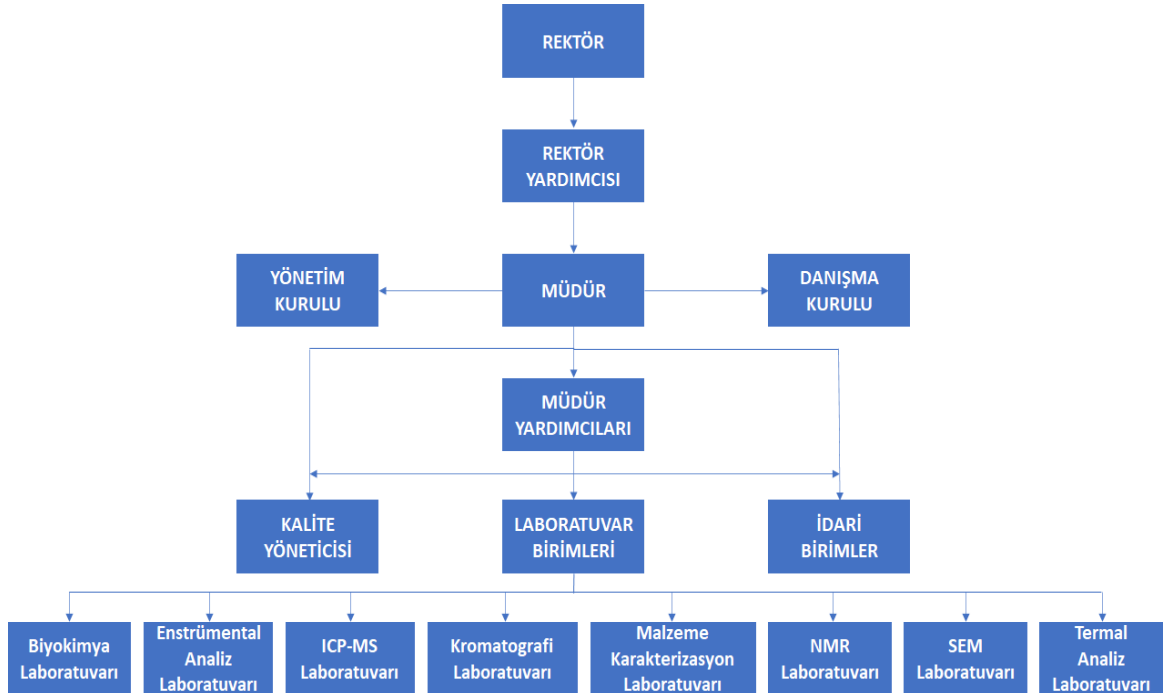 REKTÖR
REKTÖR
YARDIMCISI
YÖNETİM
KURULU
MÜDÜR
DANIŞMA
KURULU
MÜDÜR
YARDIMCILARI
KALİTE
YÖNETİCİSİ
LABORATUVAR
BİRİMLERİ
İDARİ
BİRİMLER
Biyokimya
Laboratuvarı
Enstrümental
Analiz
Laboratuvarı
ICP-MS
Laboratuvarı
Kromatografi
Laboratuvarı
Malzeme
Karakterizasyon
Laboratuvarı
NMR
Laboratuvarı
SEM
Laboratuvarı
Termal
Analiz
Laboratuvarı